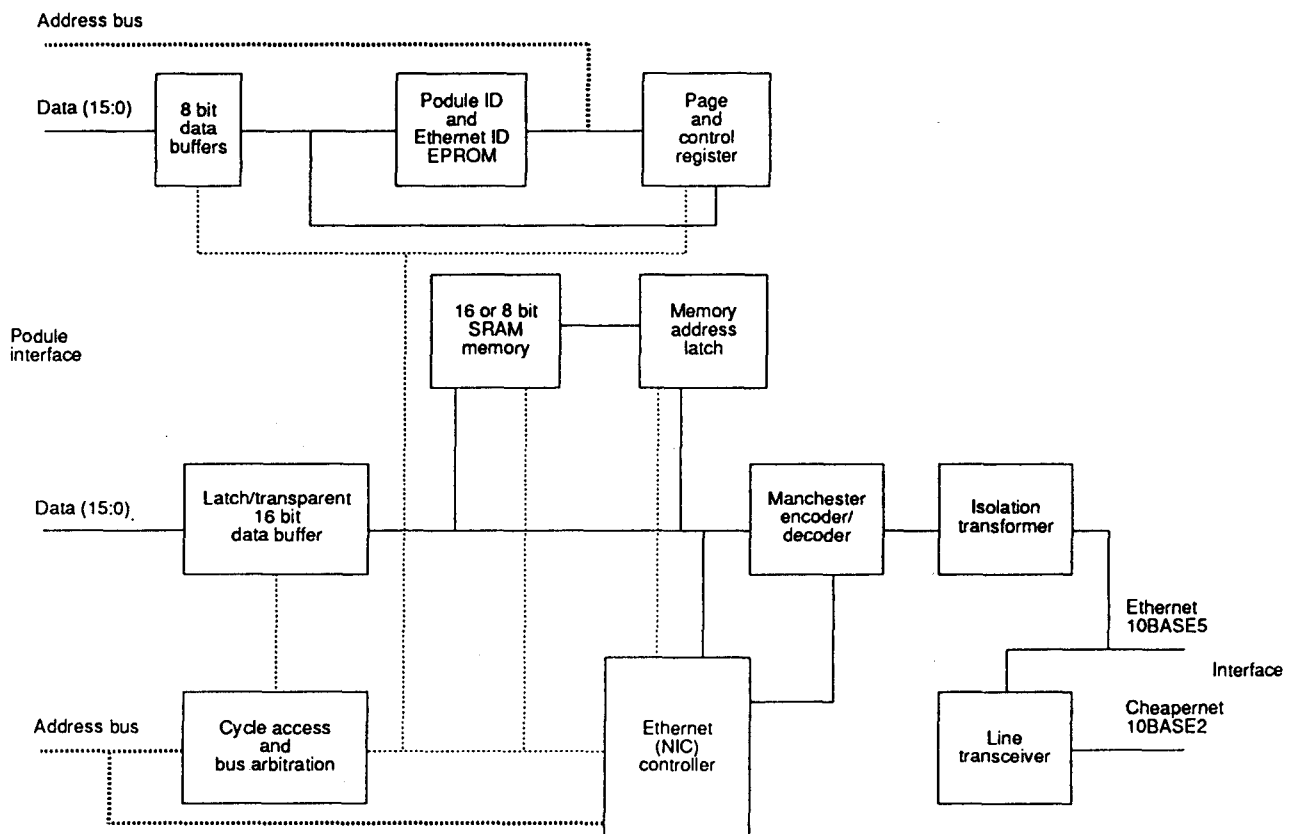 Address bus
Data (15:0)
8 bit
data
buffers
Podule ID
and
Ethernet ID
EPROM
Page
and
control
register
Podule
interface
16 or 8 bit
SRAM
memory
Memory
address
latch
Data (15:0)
Latch/transparent
16 bit
data buffer
Manchester
encoder/
decoder
Isolation
transformer
Ethernet
10BASE5
Interface
Address bus
Cycle access
and
bus arbitration
Ethernet
(NIC)
controller
Line
transceiver
Cheapernet
10BASE2